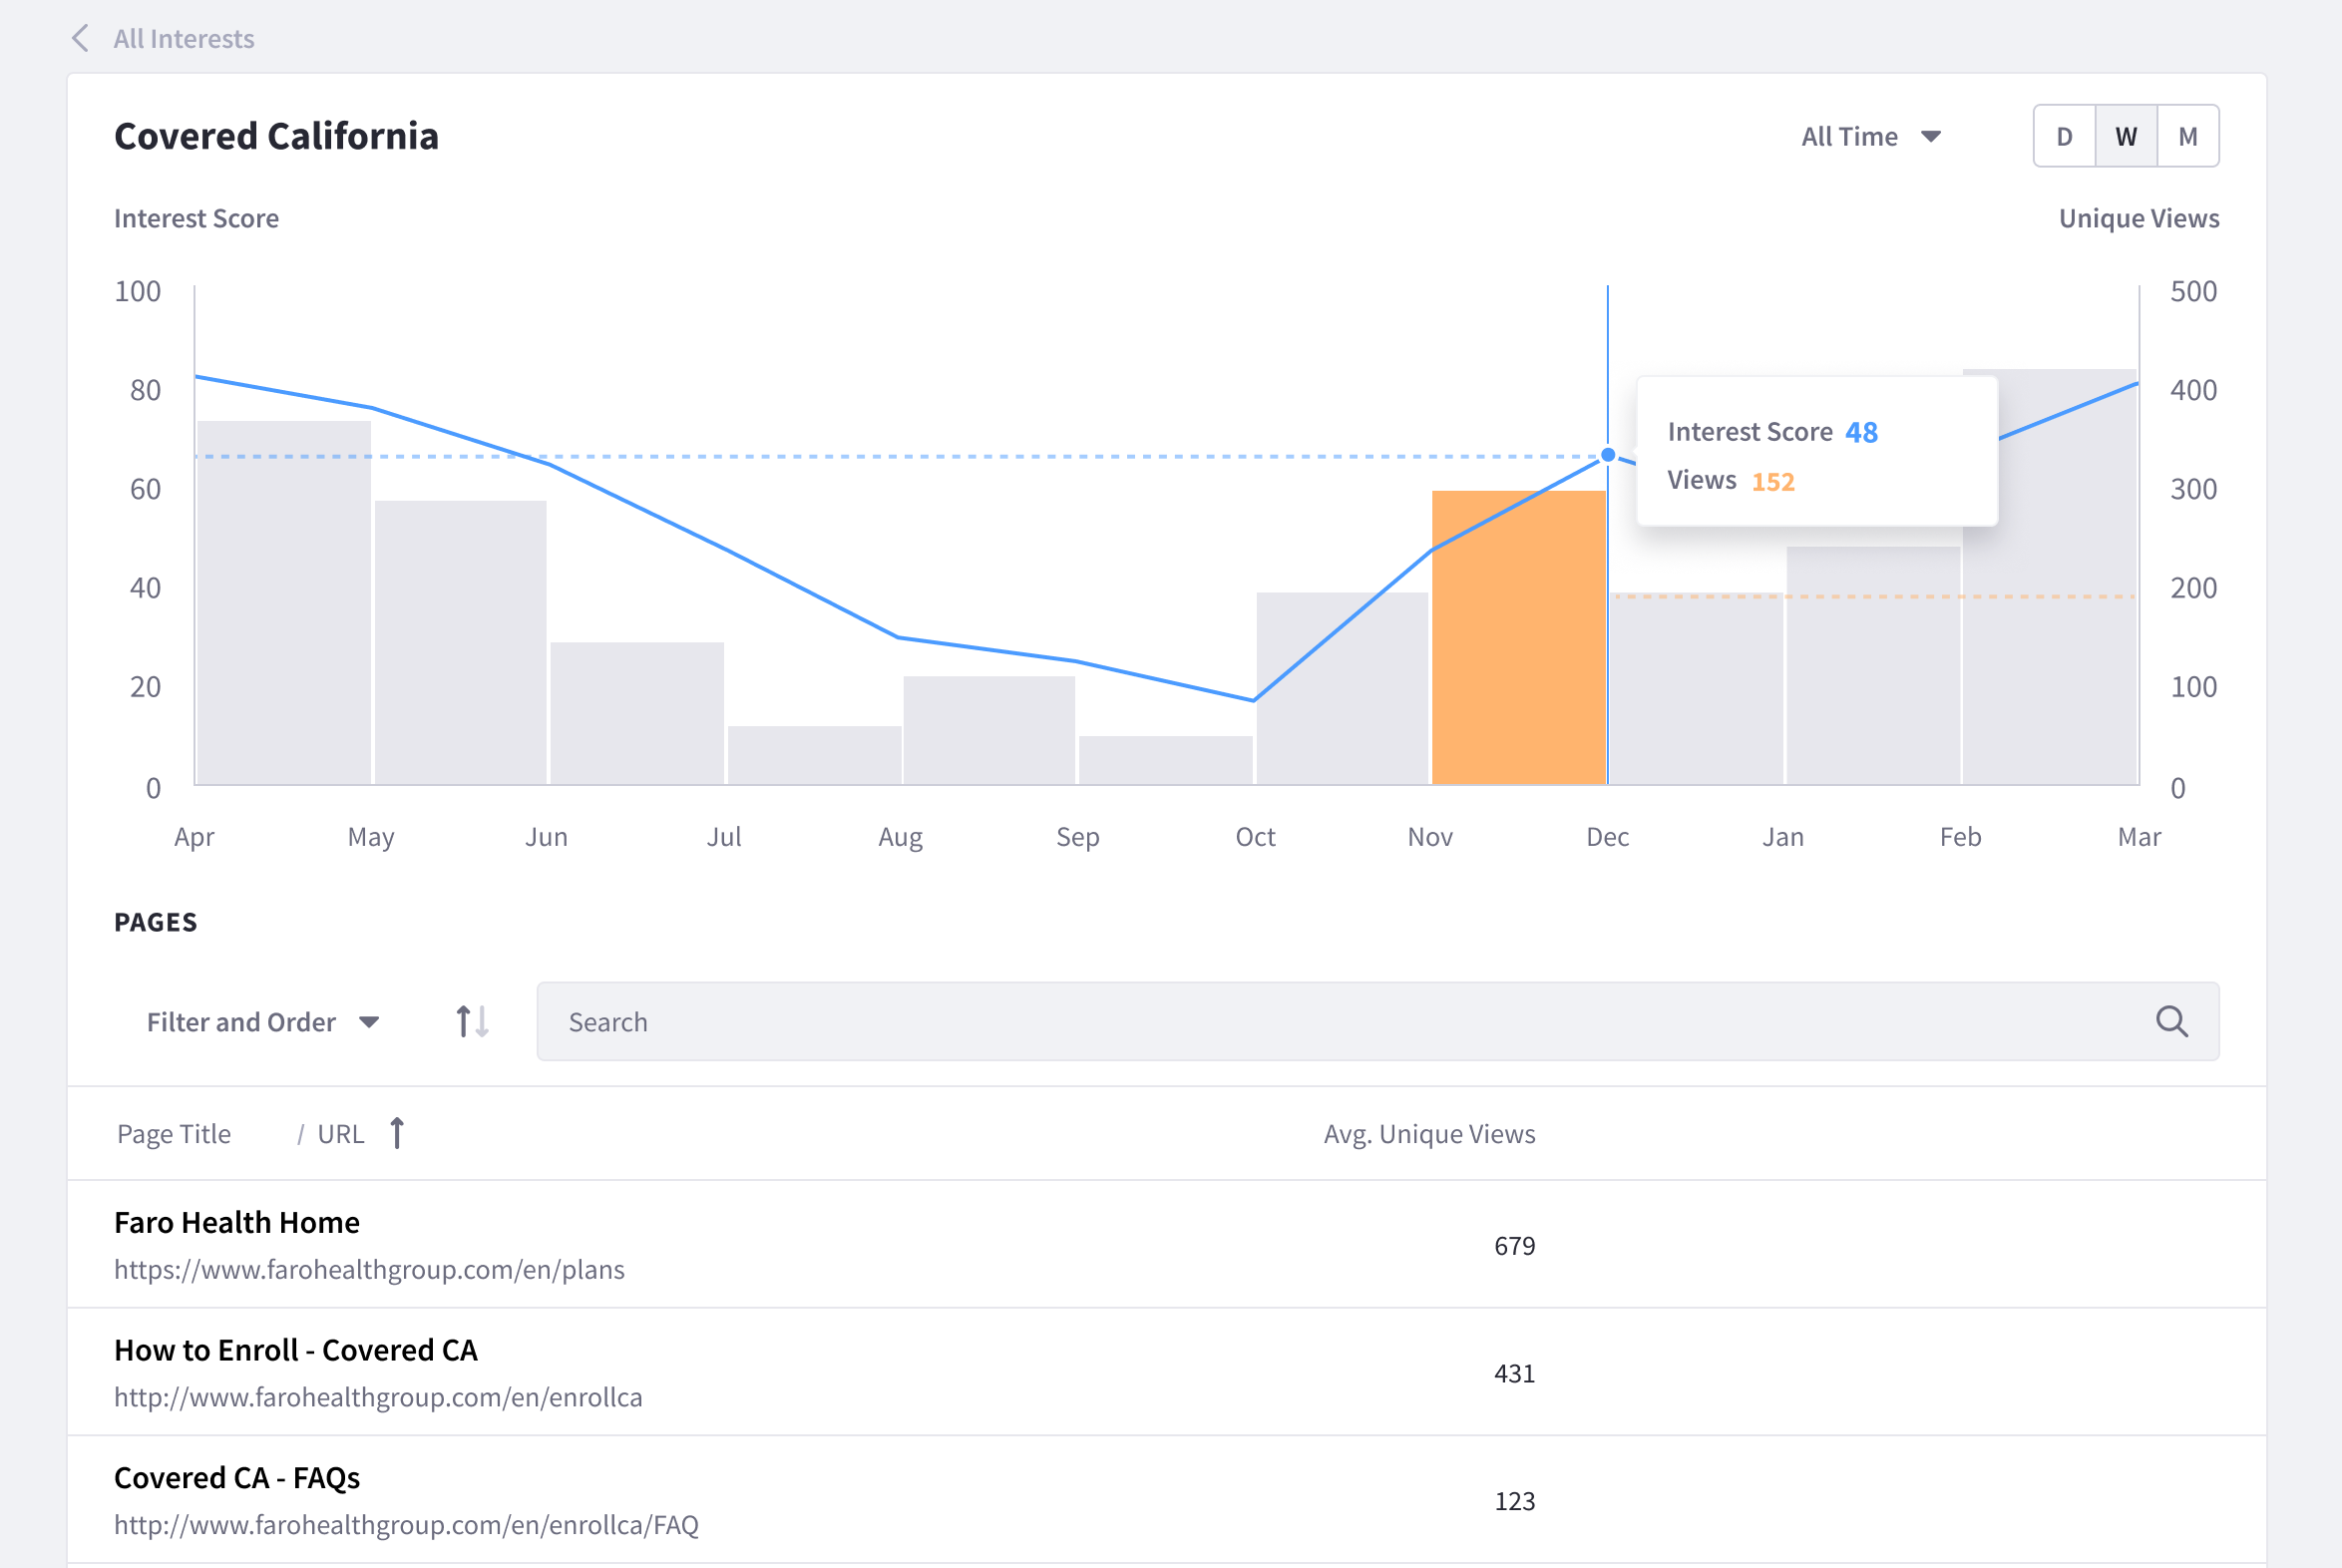 All Interests
Covered California
All Time
D W M
Interest Score
Unique Views
100
80
60
40
20
0
500
400
300
200
100
0
Interest Score 48
Views 152
Apr May Jun Jul Aug Sep Oct Nov Dec Jan Feb Mar
PAGES
Filter and Order
Search
Page Title / URL
Avg. Unique Views
Faro Health Home
https://www.farohealthgroup.com/en/plans
679
How to Enroll - Covered CA
http://www.farohealthgroup.com/en/enrollca
431
Covered CA - FAQs
http://www.farohealthgroup.com/en/enrollca/FAQ
123